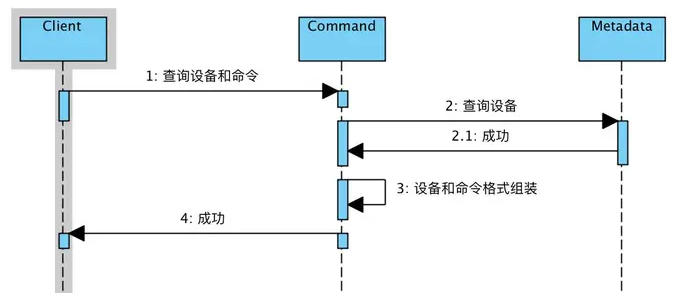 Client
Command
Metadata
1: 查询设备和命令
2: 查询设备
2.1: 成功
3: 设备和命令格式组装
4: 成功